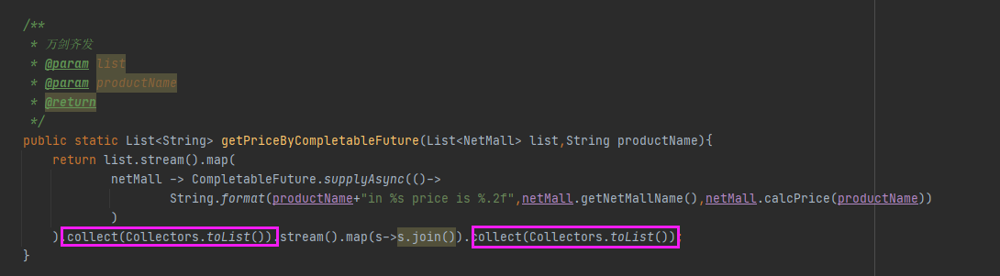 /**
* 万剑齐发
* @param list
* @param productName
* @return
*/
public static List<String> getPriceByCompletableFuture(List<NetMall> list,String productName){
return list.stream().map(
netMall -> CompletableFuture.supplyAsync(()->
String.format(productName+"in %s price is %.2f",netMall.getNetMallName(),netMall.calcPrice(productName))
)
).collect(Collectors.toList()).stream().map(s->s.join()).collect(Collectors.toList());
}